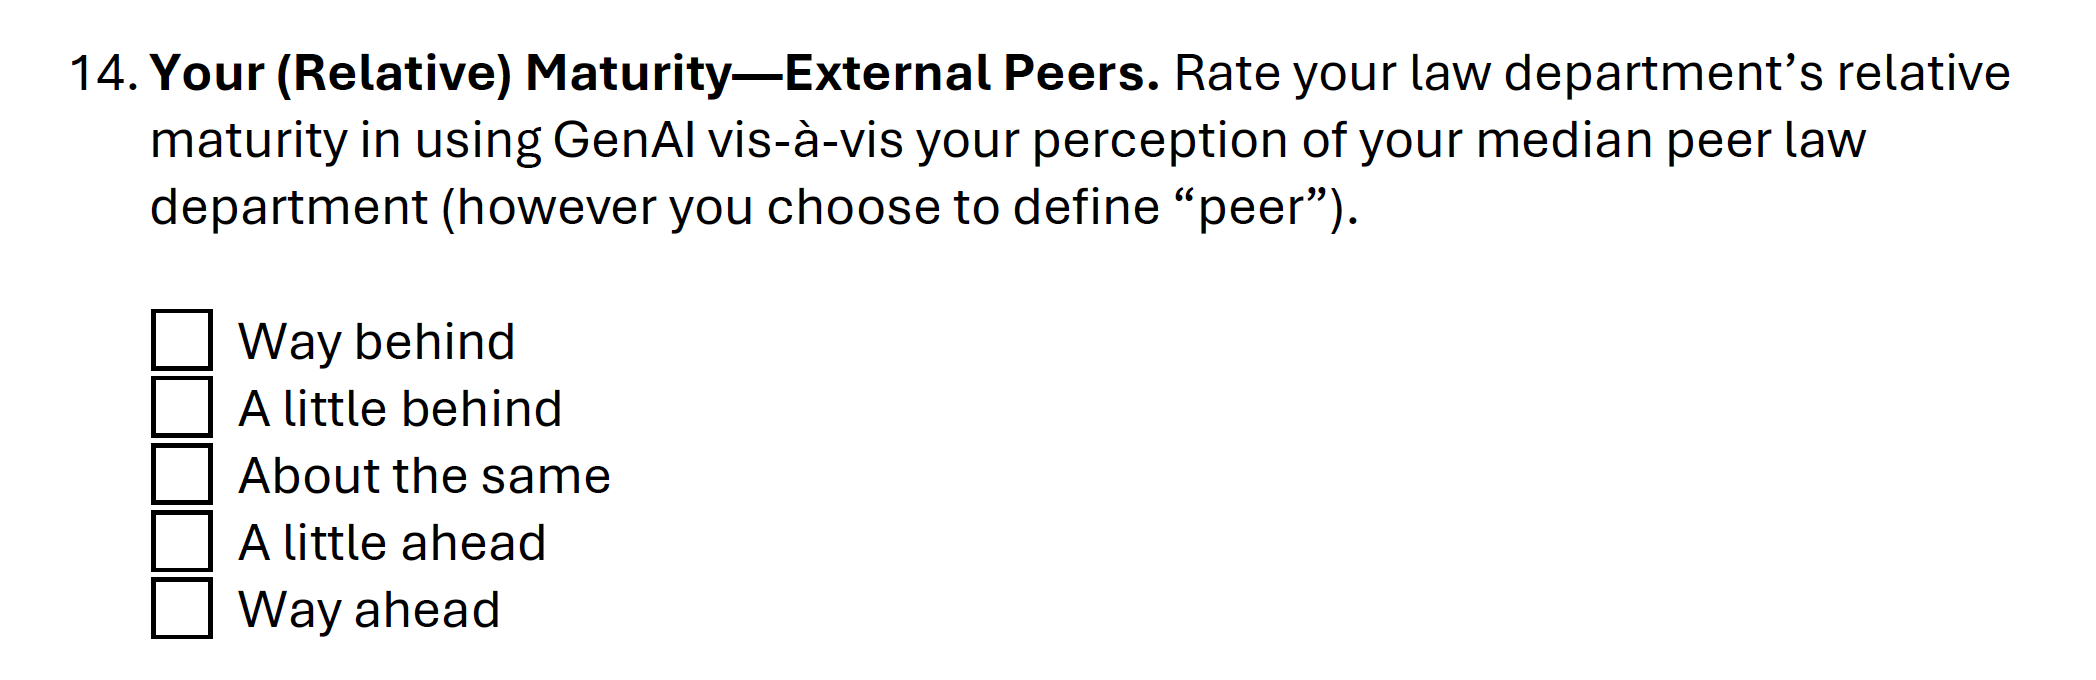 14. Your (Relative) Maturity—External Peers. Rate your law department’s relative
maturity in using GenAI vis-à-vis your perception of your median peer law
department (however you choose to define “peer”).
Way behind
A little behind
About the same
A little ahead
Way ahead